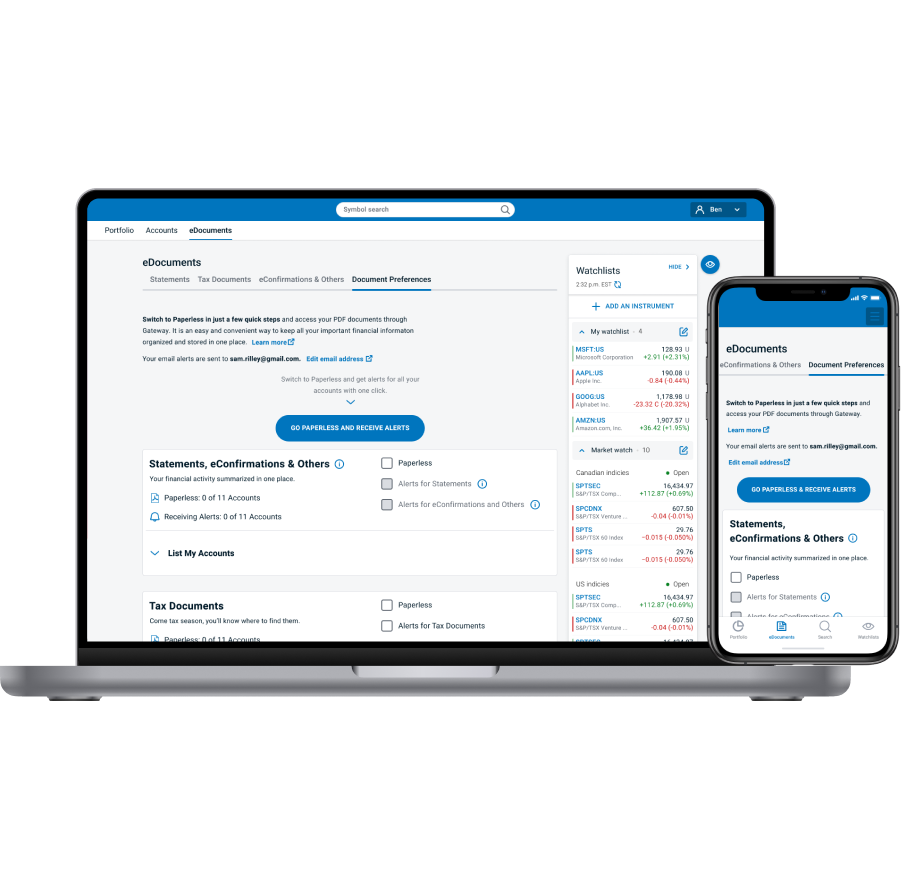 Symbol search
Ben
Portfolio Accounts eDocuments
eDocuments
Statements Tax Documents eConfirmations & Others Document Preferences
Switch to Paperless in just a few quick steps and access your PDF documents through
Gateway. It is an easy and convenient way to keep all your important financial informaton
organized and stored in one place. Learn more
Your email alerts are sent to sam.rilley@gmail.com. Edit email address
Switch to Paperless and get alerts for all your
accounts with one click.
GO PAPERLESS AND RECEIVE ALERTS
Statements, eConfirmations & Others
Your financial activity summarized in one place.
Paperless: 0 of 11 Accounts
Receiving Alerts: 0 of 11 Accounts
Paperless
Alerts for Statements
Alerts for eConfirmations and Others
List My Accounts
Tax Documents
Come tax season, you'll know where to find them.
Paperless: 0 of 11 Accounts
Paperless
Alerts for Tax Documents
Watchlists HIDE
2:32 p.m. EST
ADD AN INSTRUMENT
My watchlist - 4
MSFT:US 128.93 U
Microsoft Corporation +2.91 (+2.31%)
AAPL:US 190.08 U
Apple Inc. -0.84 (-0.44%)
GOOG:US 1,178.98 U
Alphabet Inc. -23.32 C (-20.32%)
AMZN:US 1,907.57 U
Amazon.com, Inc. +36.42 (+1.95%)
Market watch - 10
Canadian indicies Open
SPTSEC 16,434.97
S&P/TSX Comp... +112.87 (+0.69%)
SPCDNX 607.50
S&P/TSX Venture ... -0.04 (-0.01%)
SPTS 29.76
S&P/TSX 60 Index -0.015 (-0.050%)
SPTS 29.76
S&P/TSX 60 Index -0.015 (-0.050%)
US indicies Open
SPTSEC 16,434.97
S&P/TSX Comp... +112.87 (+0.69%)
SPCDNX 607.50
S&P/TSX Venture ... -0.04 (-0.01%)
SPTSEC 16,434.97
eDocuments
eConfirmations & Others Document Preferences
Switch to Paperless in just a few quick steps and
access your PDF documents through Gateway.
Learn more
Your email alerts are sent to sam.rilley@gmail.com.
Edit email address
GO PAPERLESS & RECEIVE ALERTS
Statements,
eConfirmations & Others
Your financial activity summarized in one place.
Paperless
Alerts for Statements
Alerts for eConfirmations
Portfolio eDocuments Search Watchlists